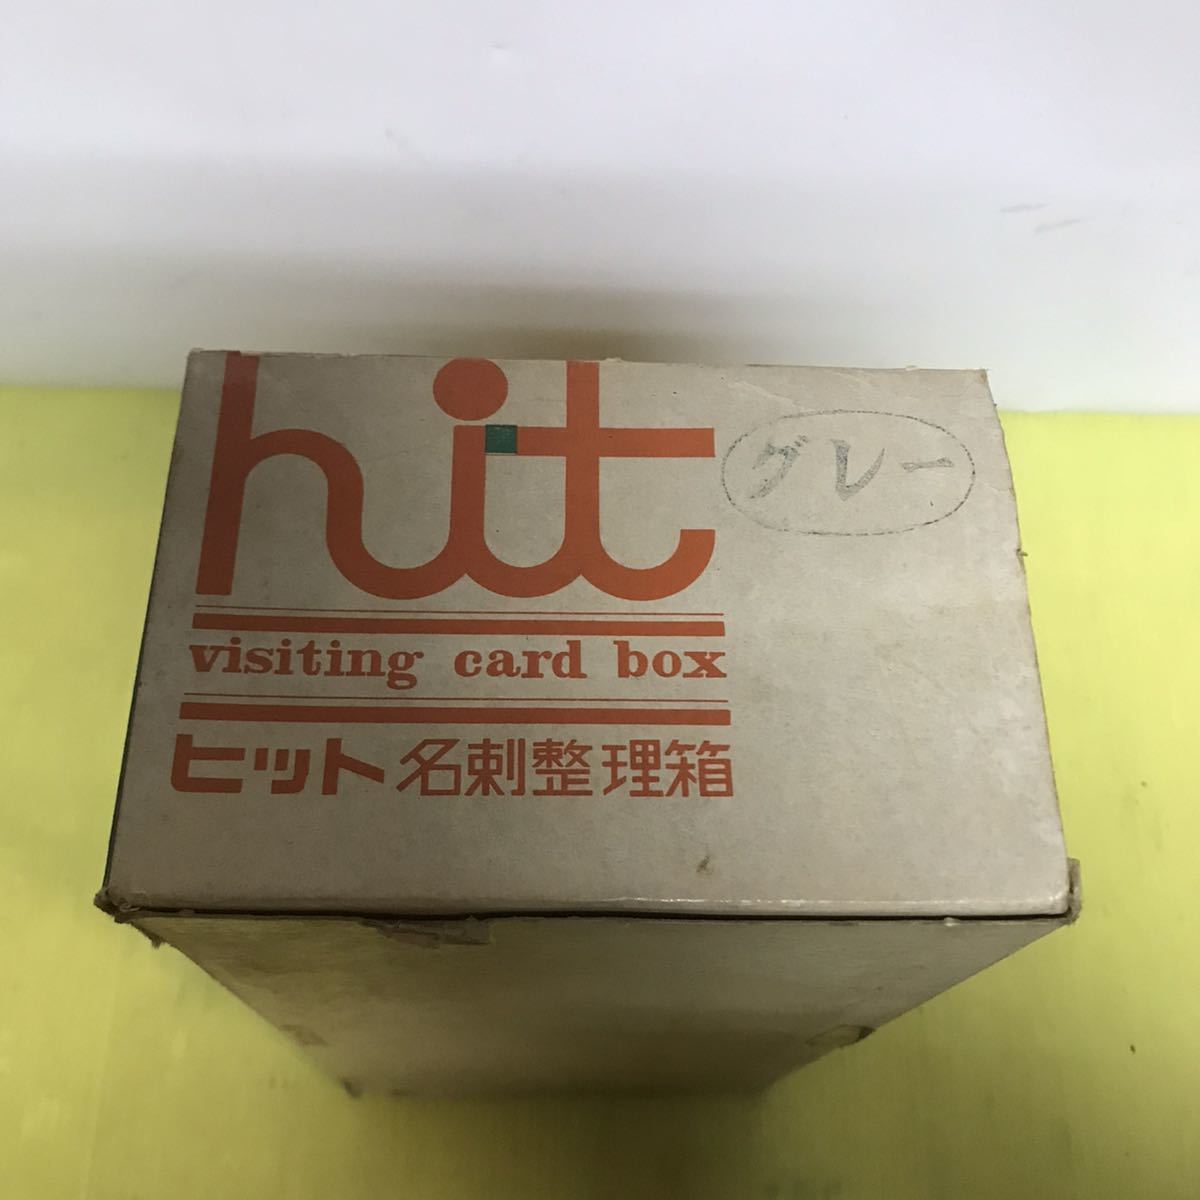 hit
グレー
visiting card box
ヒット名刺整理箱